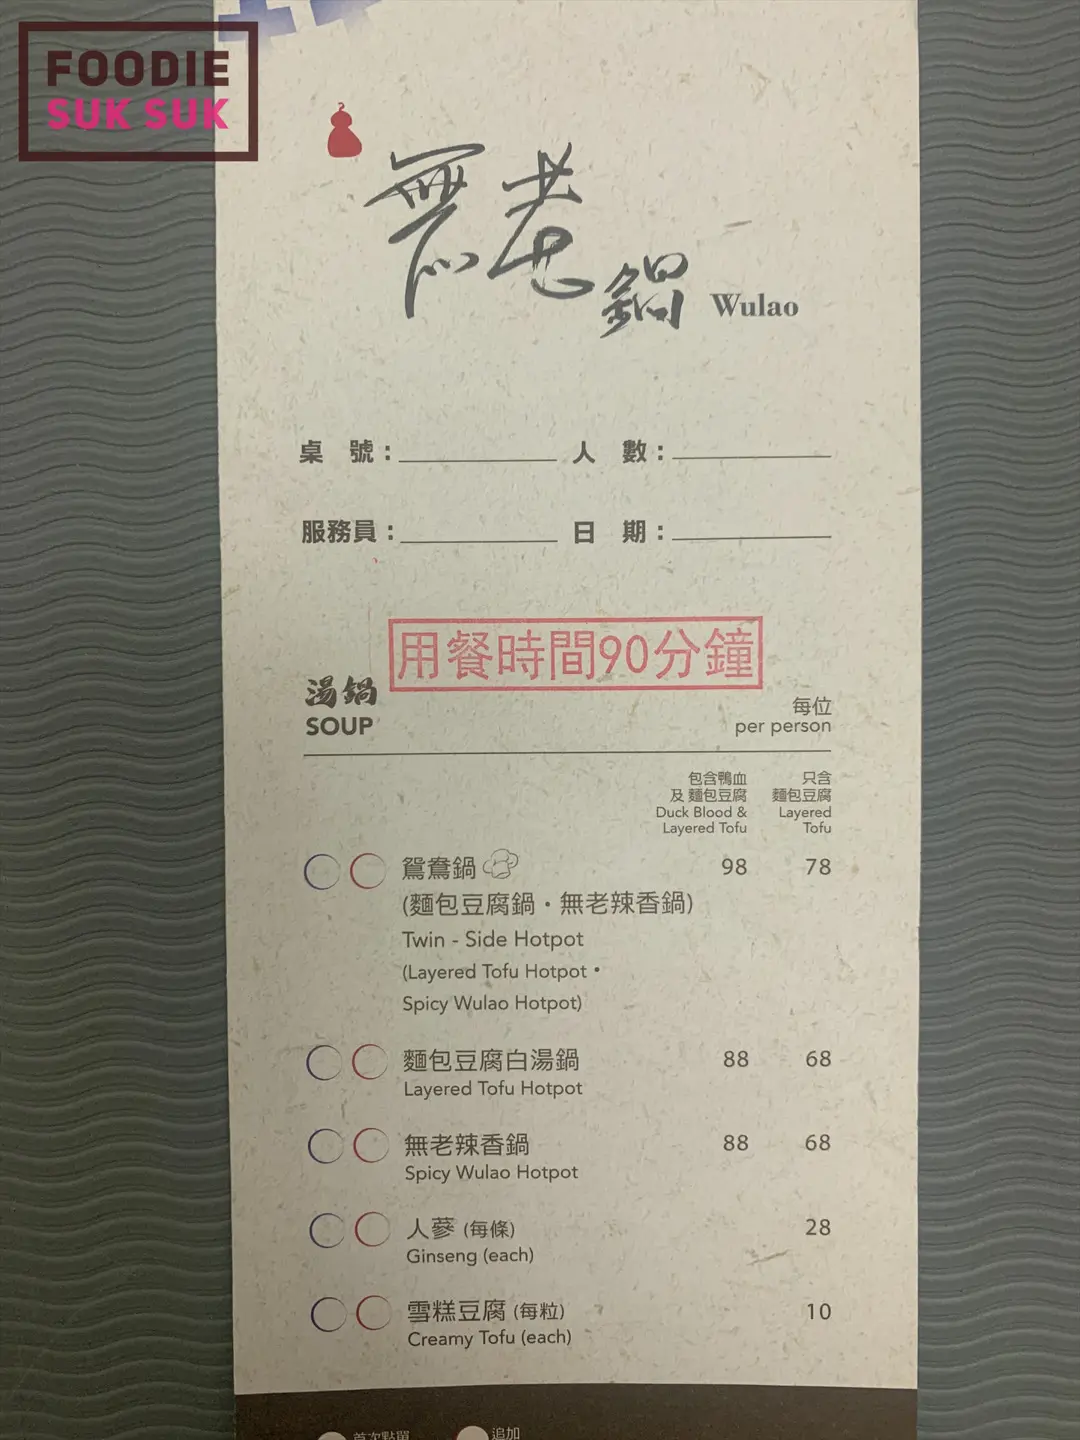 FOODIE
SUK SUK
無老鍋 Wulao
桌 號： 人 數：
服務員： 日 期：
用餐時間90分鐘
湯鍋
SOUP
每位
per person
包含鴨血
及 麵包豆腐
Duck Blood &
Layered Tofu
只含
麵包豆腐
Layered
Tofu
鴛鴦鍋 98 78
(麵包豆腐鍋・無老辣香鍋)
Twin - Side Hotpot
(Layered Tofu Hotpot・
Spicy Wulao Hotpot)
麵包豆腐白湯鍋 88 68
Layered Tofu Hotpot
無老辣香鍋 88 68
Spicy Wulao Hotpot
人蔘 (每條) 28
Ginseng (each)
雪糕豆腐 (每粒) 10
Creamy Tofu (each)
首次點單 追加